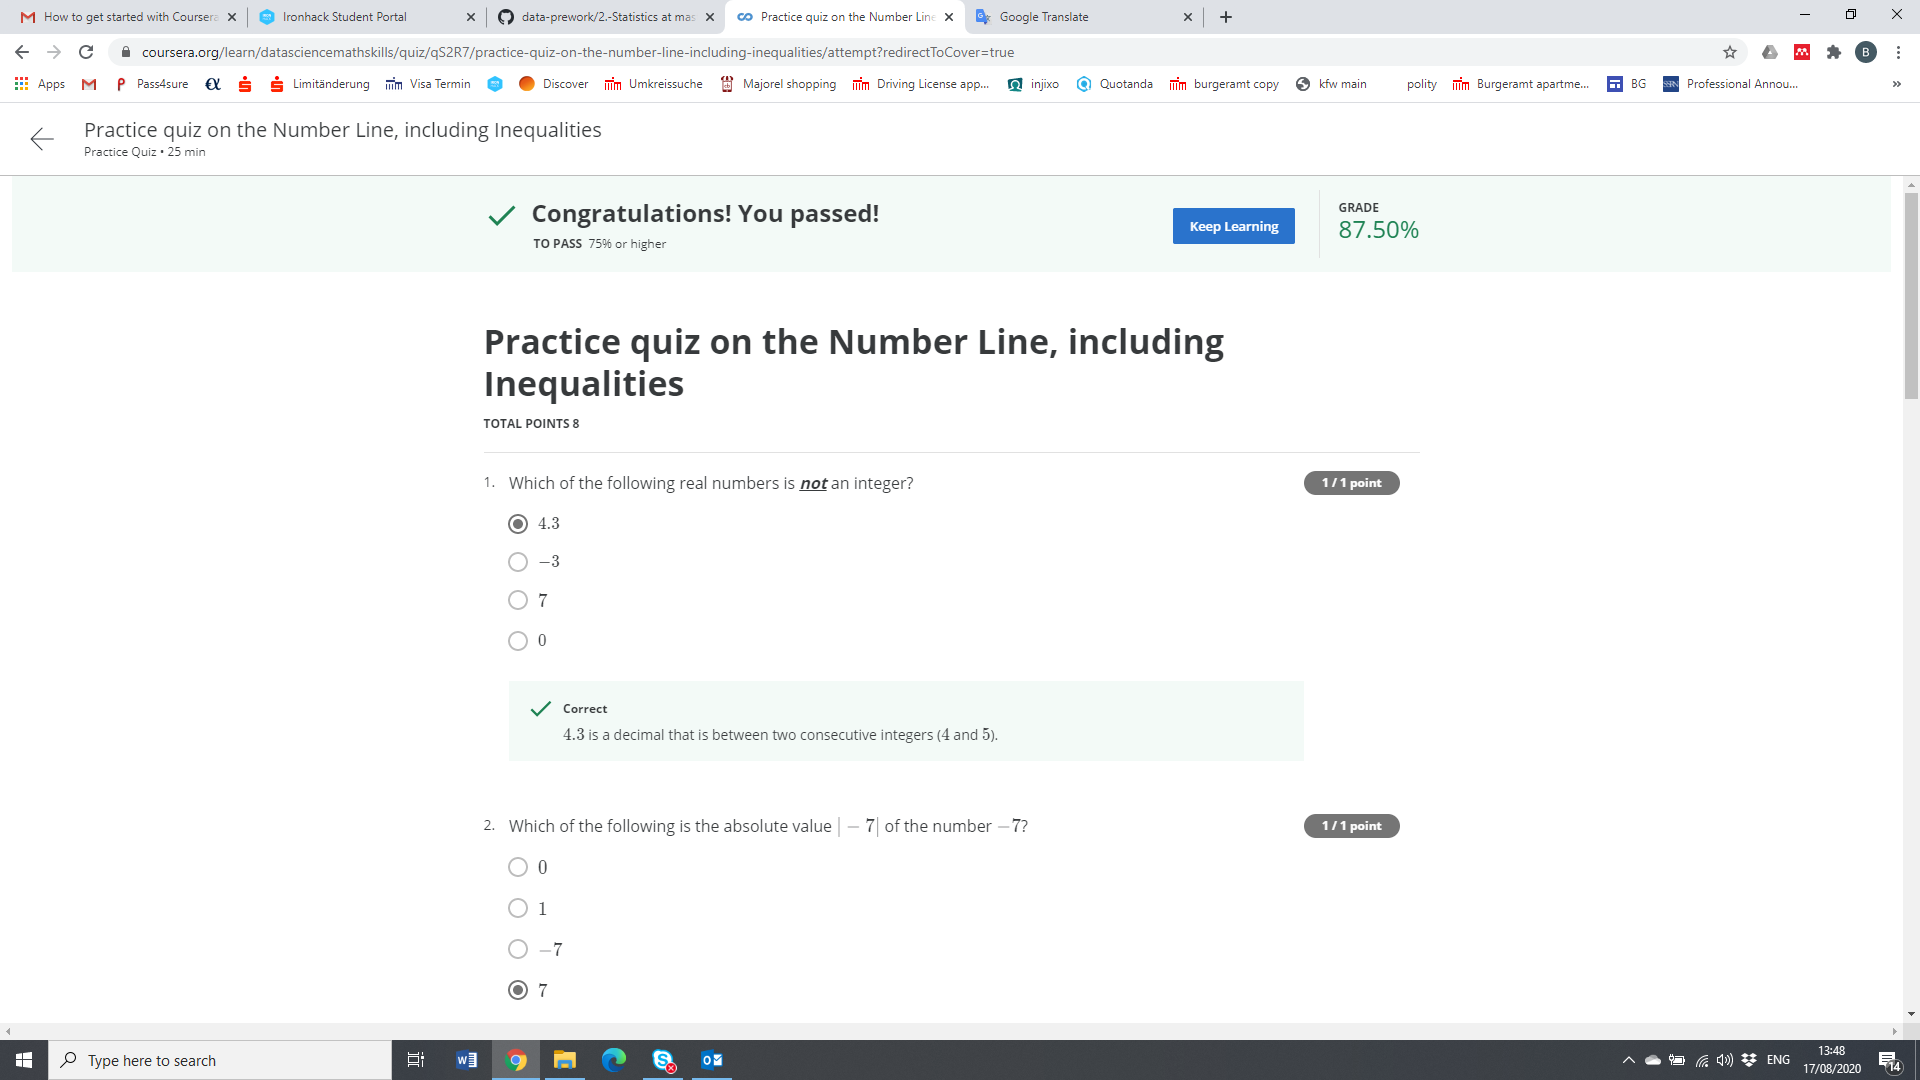 How to get started with Coursera
Ironhack Student Portal
data-prework/2.-Statistics at mas
Practice quiz on the Number Line
Google Translate
coursera.org/learn/datasciencemathskills/quiz/qS2R7/practice-quiz-on-the-number-line-including-inequalities/attempt?redirectToCover=true
B
Apps
Pass4sure
Limitänderung
Visa Termin
Discover
Umkreissuche
Majorel shopping
Driving License app...
injixo
Quotanda
burgeramt copy
kfw main
polity
Burgeramt apartme...
BG
SSRN
Professional Annou...
»
Practice quiz on the Number Line, including Inequalities
Practice Quiz • 25 min
Congratulations! You passed!
TO PASS 75% or higher
Keep Learning
GRADE
87.50%
Practice quiz on the Number Line, including
Inequalities
TOTAL POINTS 8
1. Which of the following real numbers is not an integer?
1 / 1 point
4.3
−3
7
0
Correct
4.3 is a decimal that is between two consecutive integers (4 and 5).
2. Which of the following is the absolute value |−7| of the number −7?
1 / 1 point
0
1
−7
7
Type here to search
ENG
13:48
17/08/2020
14